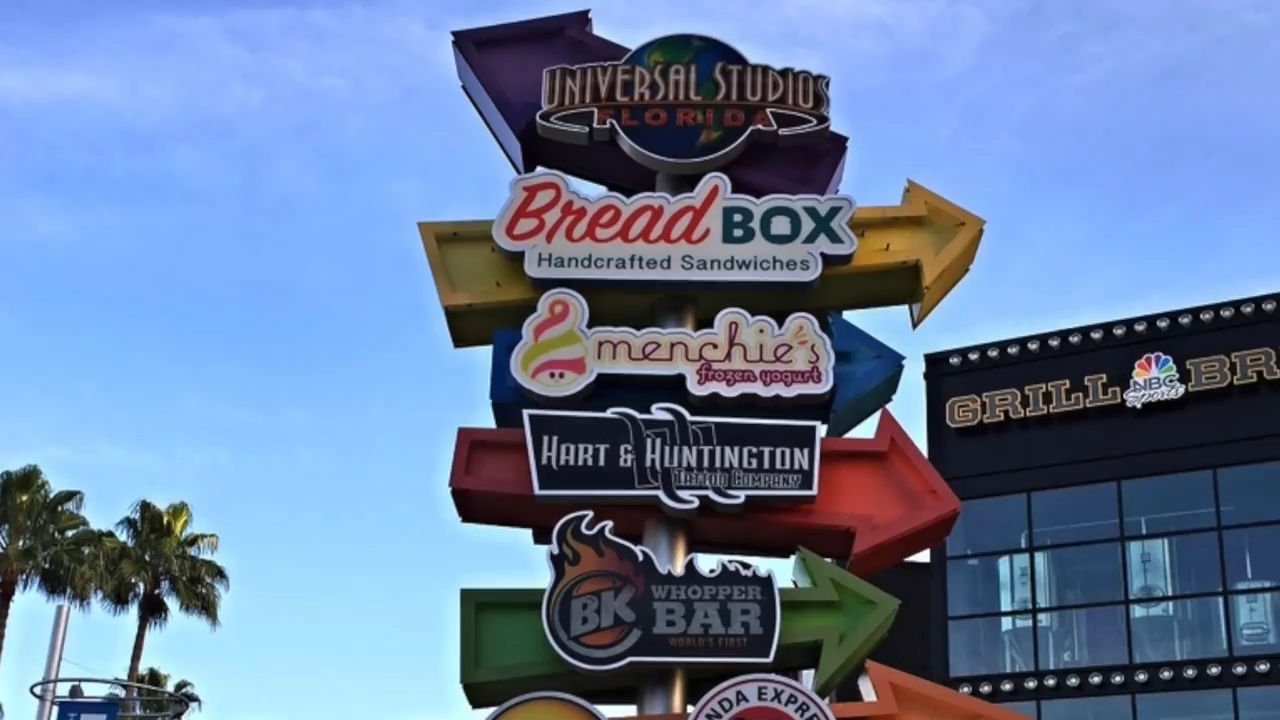 UNIVERSAL STUDIOS
FLORIDA
Bread BOX
Handcrafted Sandwiches
menchie's
frozen yogurt
HART & HUNTINGTON
TATTOO COMPANY
BK WHOPPER
BAR
WORLD'S FIRST
GRILL NBC
Sports